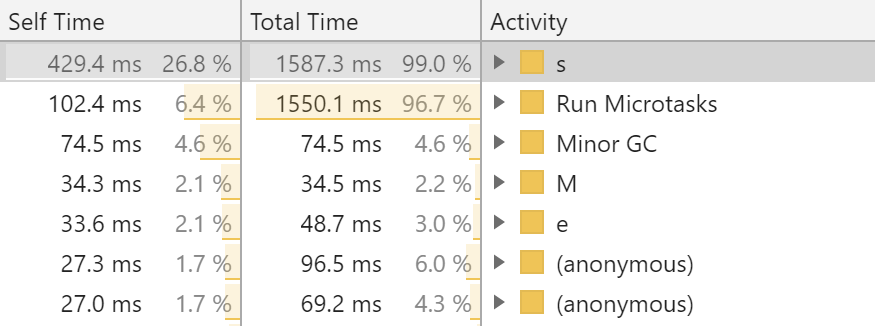 Self Time Total Time Activity
429.4 ms 26.8 % 1587.3 ms 99.0 % s
102.4 ms 6.4 % 1550.1 ms 96.7 % Run Microtasks
74.5 ms 4.6 % 74.5 ms 4.6 % Minor GC
34.3 ms 2.1 % 34.5 ms 2.2 % M
33.6 ms 2.1 % 48.7 ms 3.0 % e
27.3 ms 1.7 % 96.5 ms 6.0 % (anonymous)
27.0 ms 1.7 % 69.2 ms 4.3 % (anonymous)